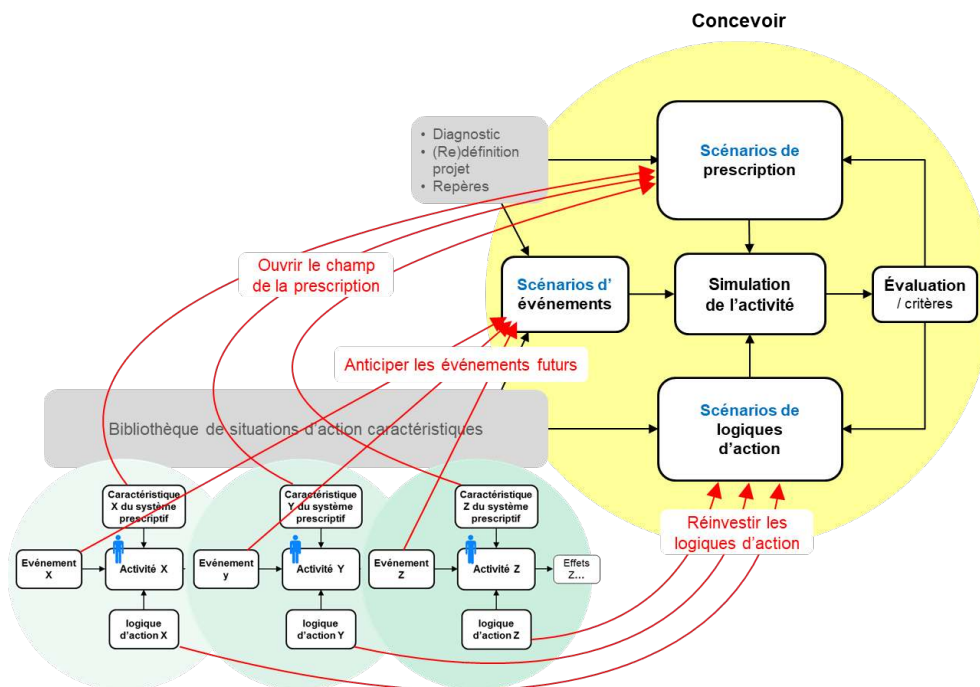 Concevoir
• Diagnostic
• (Re)définition
projet
• Repères
Scénarios de
prescription
Ouvrir le champ
de la prescription
Scénarios d’
événements
Simulation
de l’activité
Évaluation
/ critères
Anticiper les événements futurs
Bibliothèque de situations d’action caractéristiques
Scénarios de
logiques
d’action
Caractéristique
X du système
prescriptif
Caractéristique
Y du système
prescriptif
Caractéristique
Z du système
prescriptif
Réinvestir les
logiques d’action
Evénement
X
Activité X
Evénement
y
Activité Y
Evénement
Z
Activité Z
Effets
Z...
logique
d’action X
logique
d’action Y
logique
d’action Z